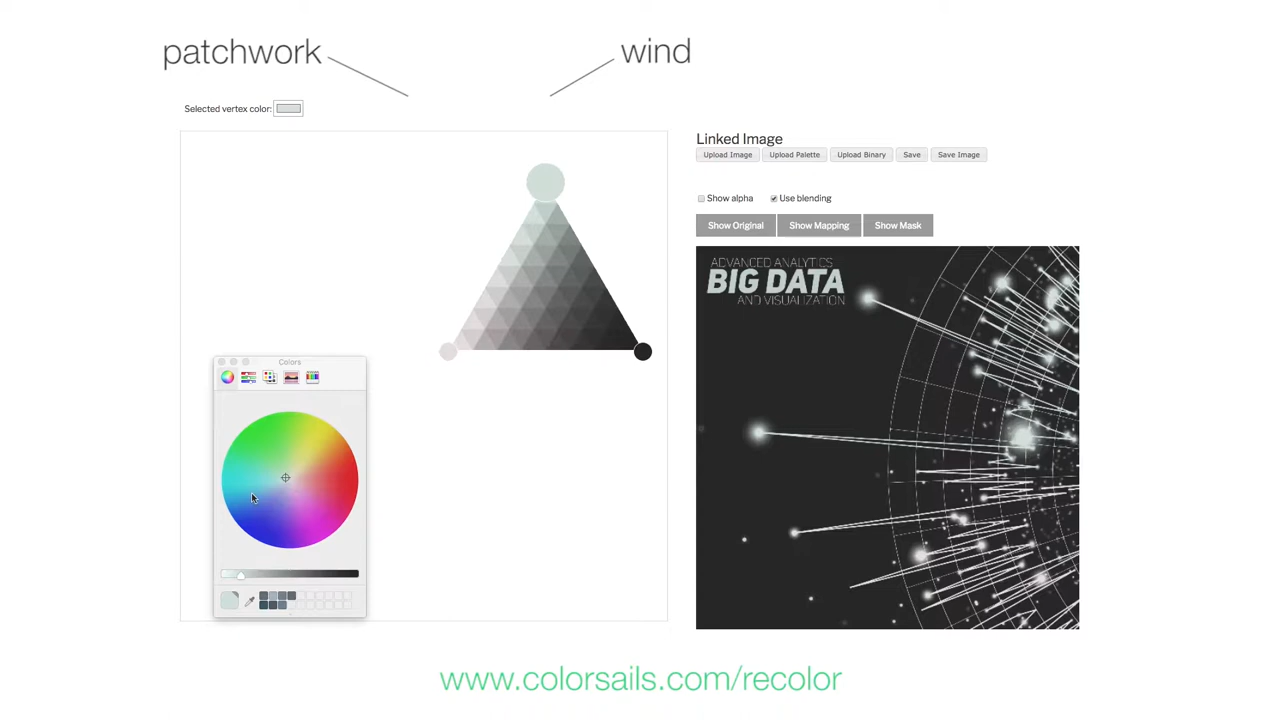 patchwork
wind
Selected vertex color:
Linked Image
Upload Image
Upload Palette
Upload Binary
Save
Save Image
Show alpha
Use blending
Show Original
Show Mapping
Show Mask
ADVANCED ANALYTICS
BIG DATA
AND VISUALIZATION
Colors
www.colorsails.com/recolor